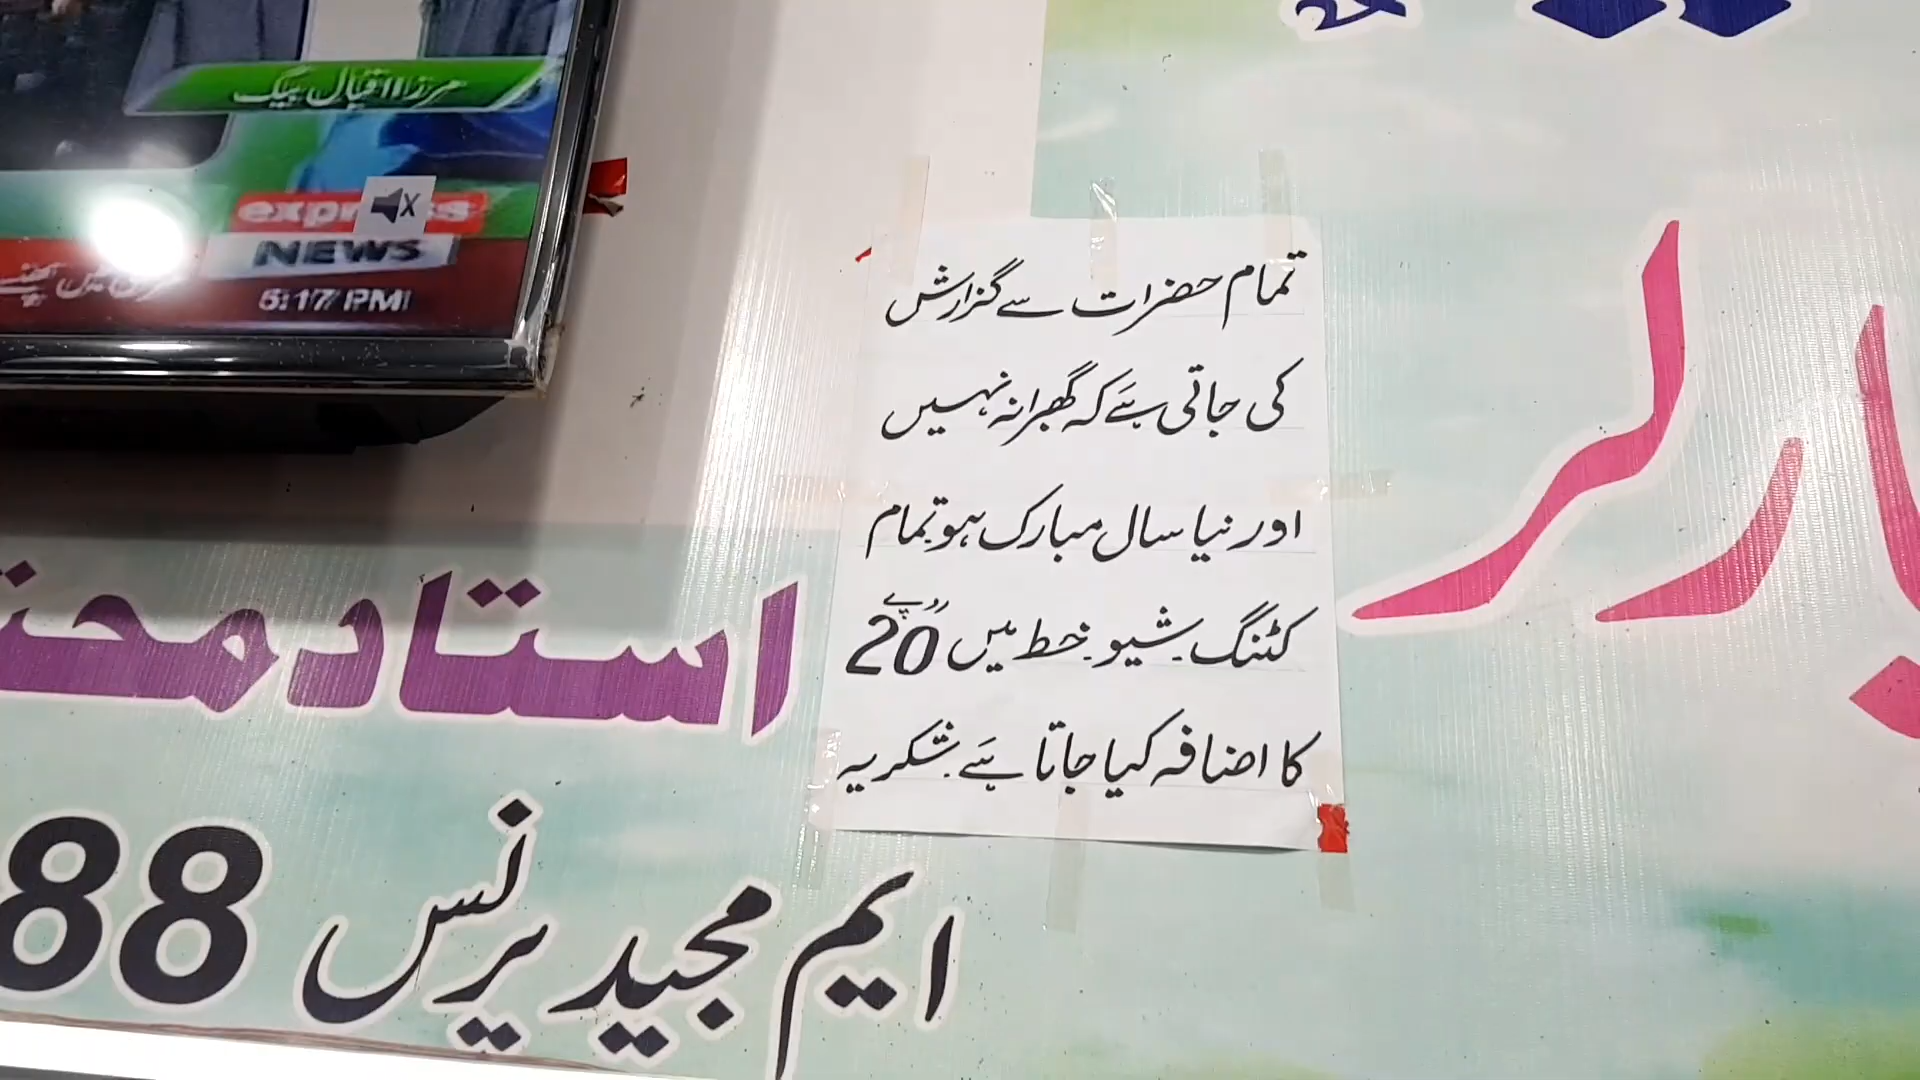 مرزا اقبال بیگ
express
NEWS
5:17 PM
تمام حضرات سے گزارش
کی جاتی ہے کہ گھبرانہ نہیں
اور نیا سال مبارک ہو تمام
کٹنگ۔شیو۔خط میں 20 روپے
کا اضافہ کیا جاتا ہے۔شکریہ
پارلر
استاد
ایم مجید پرنس 88